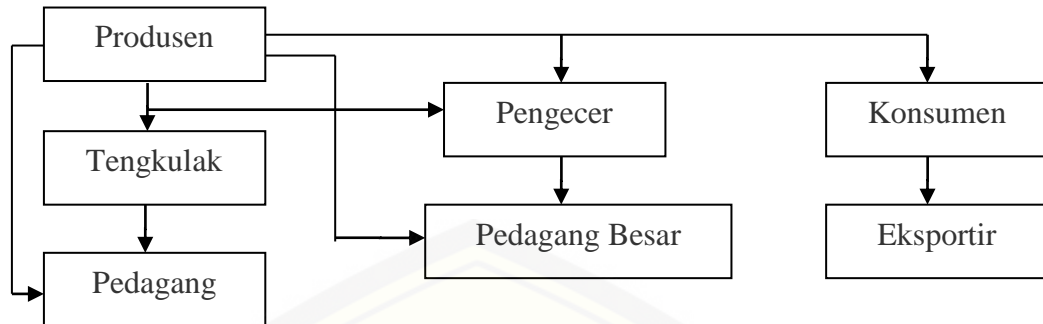 Produsen
Pengecer
Konsumen
Tengkulak
Pedagang Besar
Eksportir
Pedagang